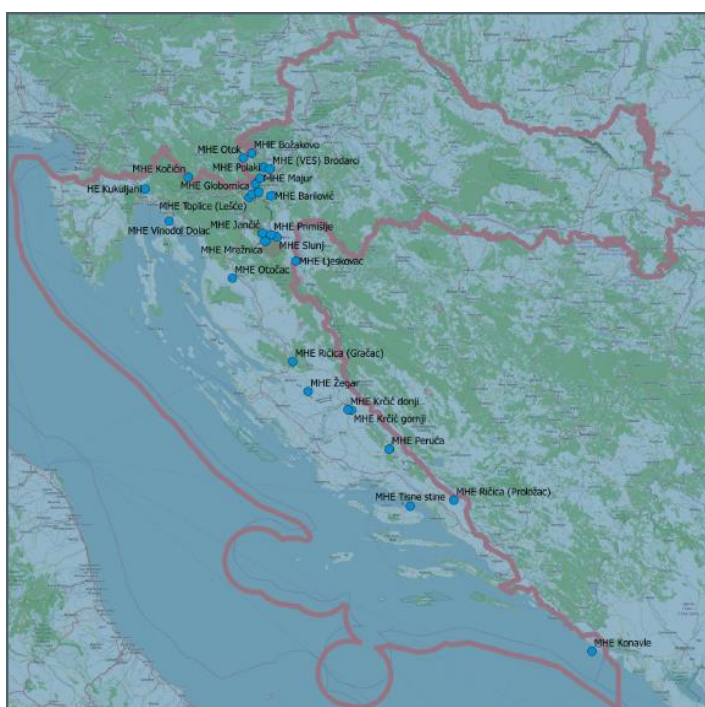 MHE Božakovo
MHE Otok
MHE (VES) Brodarci
MHE Polaki
MHE Kočičin
MHE Majur
HE Kukuljani
MHE Globornica
MHE Barilović
MHE Toplice (Lešće)
MHE Vinodol Dolac
MHE Jančić
MHE Primišlje
MHE Slunj
MHE Mrežnica
MHE Ljeskovac
MHE Otočac
MHE Ričica (Gračac)
MHE Žegar
MHE Krčić donji
MHE Krčić gornji
MHE Peruća
MHE Tisne stine
MHE Ričica (Proložac)
MHE Konavle